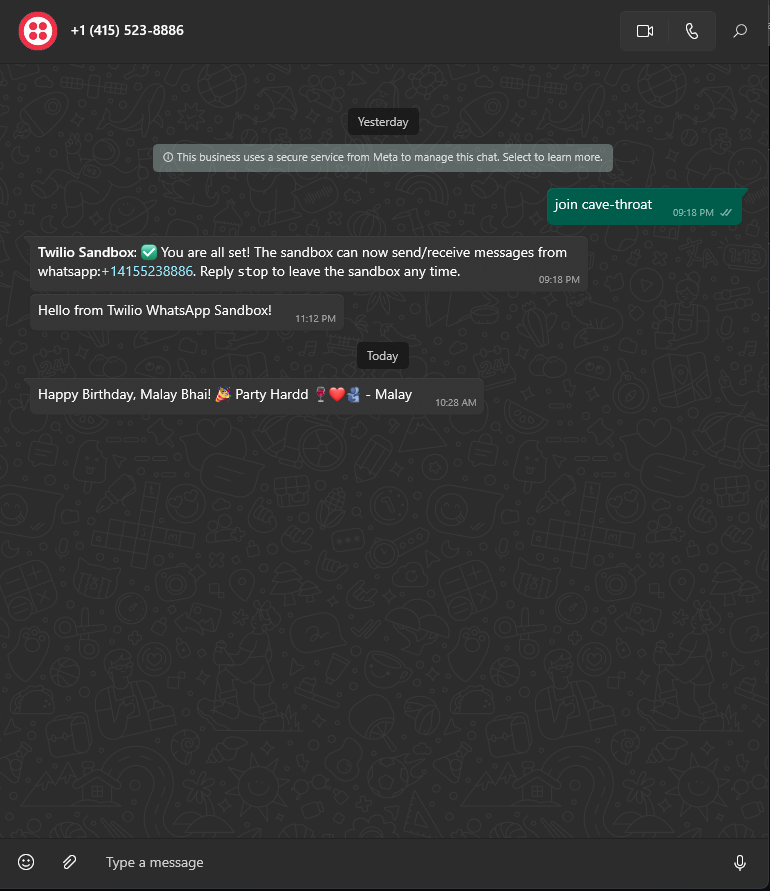 +1 (415) 523-8886
Yesterday
This business uses a secure service from Meta to manage this chat. Select to learn more.
join cave-throat
09:18 PM
Twilio Sandbox: ✅ You are all set! The sandbox can now send/receive messages from
whatsapp:+14155238886. Reply stop to leave the sandbox any time.
09:18 PM
Hello from Twilio WhatsApp Sandbox!
11:12 PM
Today
Happy Birthday, Malay Bhai! 🎉 Party Hardd 🍷❤️🫂 - Malay
10:28 AM
Type a message